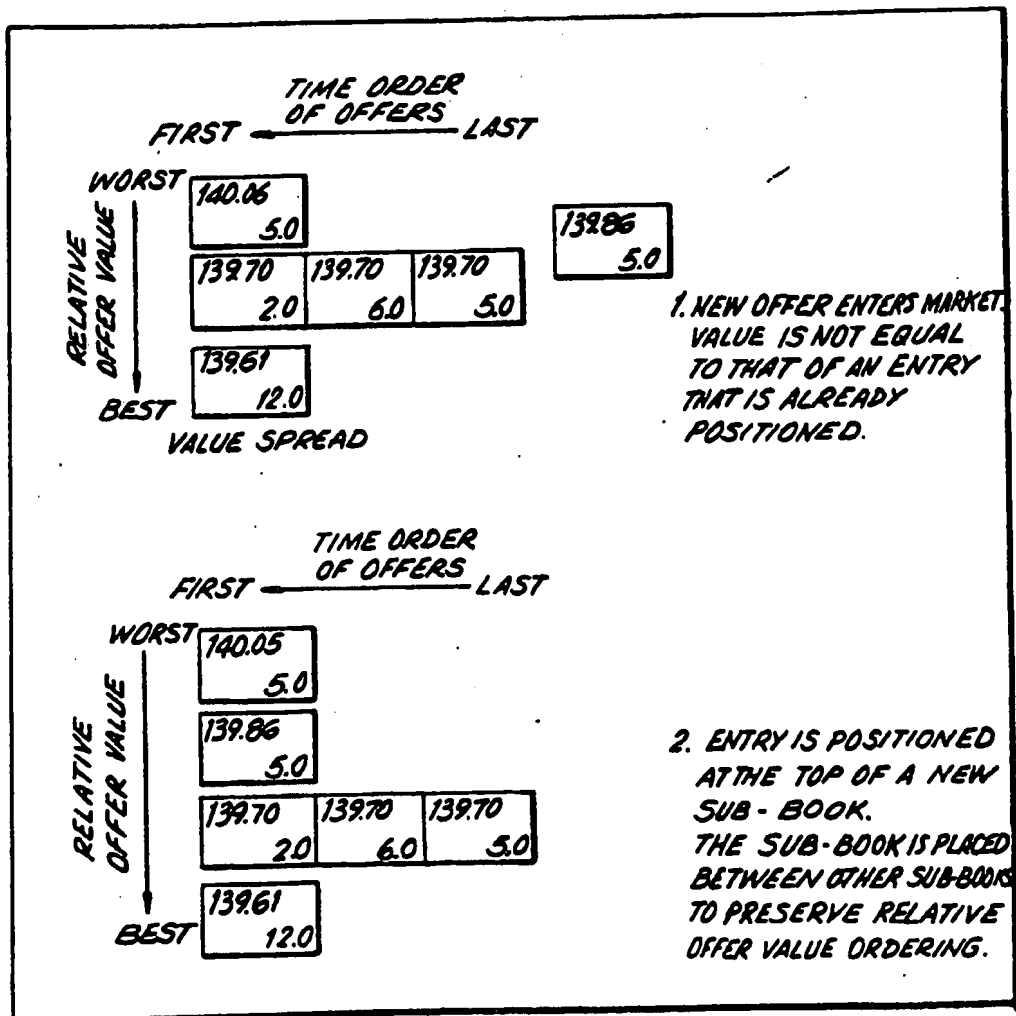 TIME ORDER
OF OFFERS
FIRST LAST
WORST
RELATIVE
OFFER VALUE
BEST
140.06
5.0
139.70 139.70 139.70
2.0 6.0 5.0
139.61
12.0
VALUE SPREAD
139.86
5.0
1. NEW OFFER ENTERS MARKET.
VALUE IS NOT EQUAL
TO THAT OF AN ENTRY
THAT IS ALREADY
POSITIONED.
TIME ORDER
OF OFFERS
FIRST LAST
WORST
RELATIVE
OFFER VALUE
BEST
140.05
5.0
139.86
5.0
139.70 139.70 139.70
2.0 6.0 5.0
139.61
12.0
2. ENTRY IS POSITIONED
AT THE TOP OF A NEW
SUB-BOOK.
THE SUB-BOOK IS PLACED
BETWEEN OTHER SUB-BOOKS
TO PRESERVE RELATIVE
OFFER VALUE ORDERING.